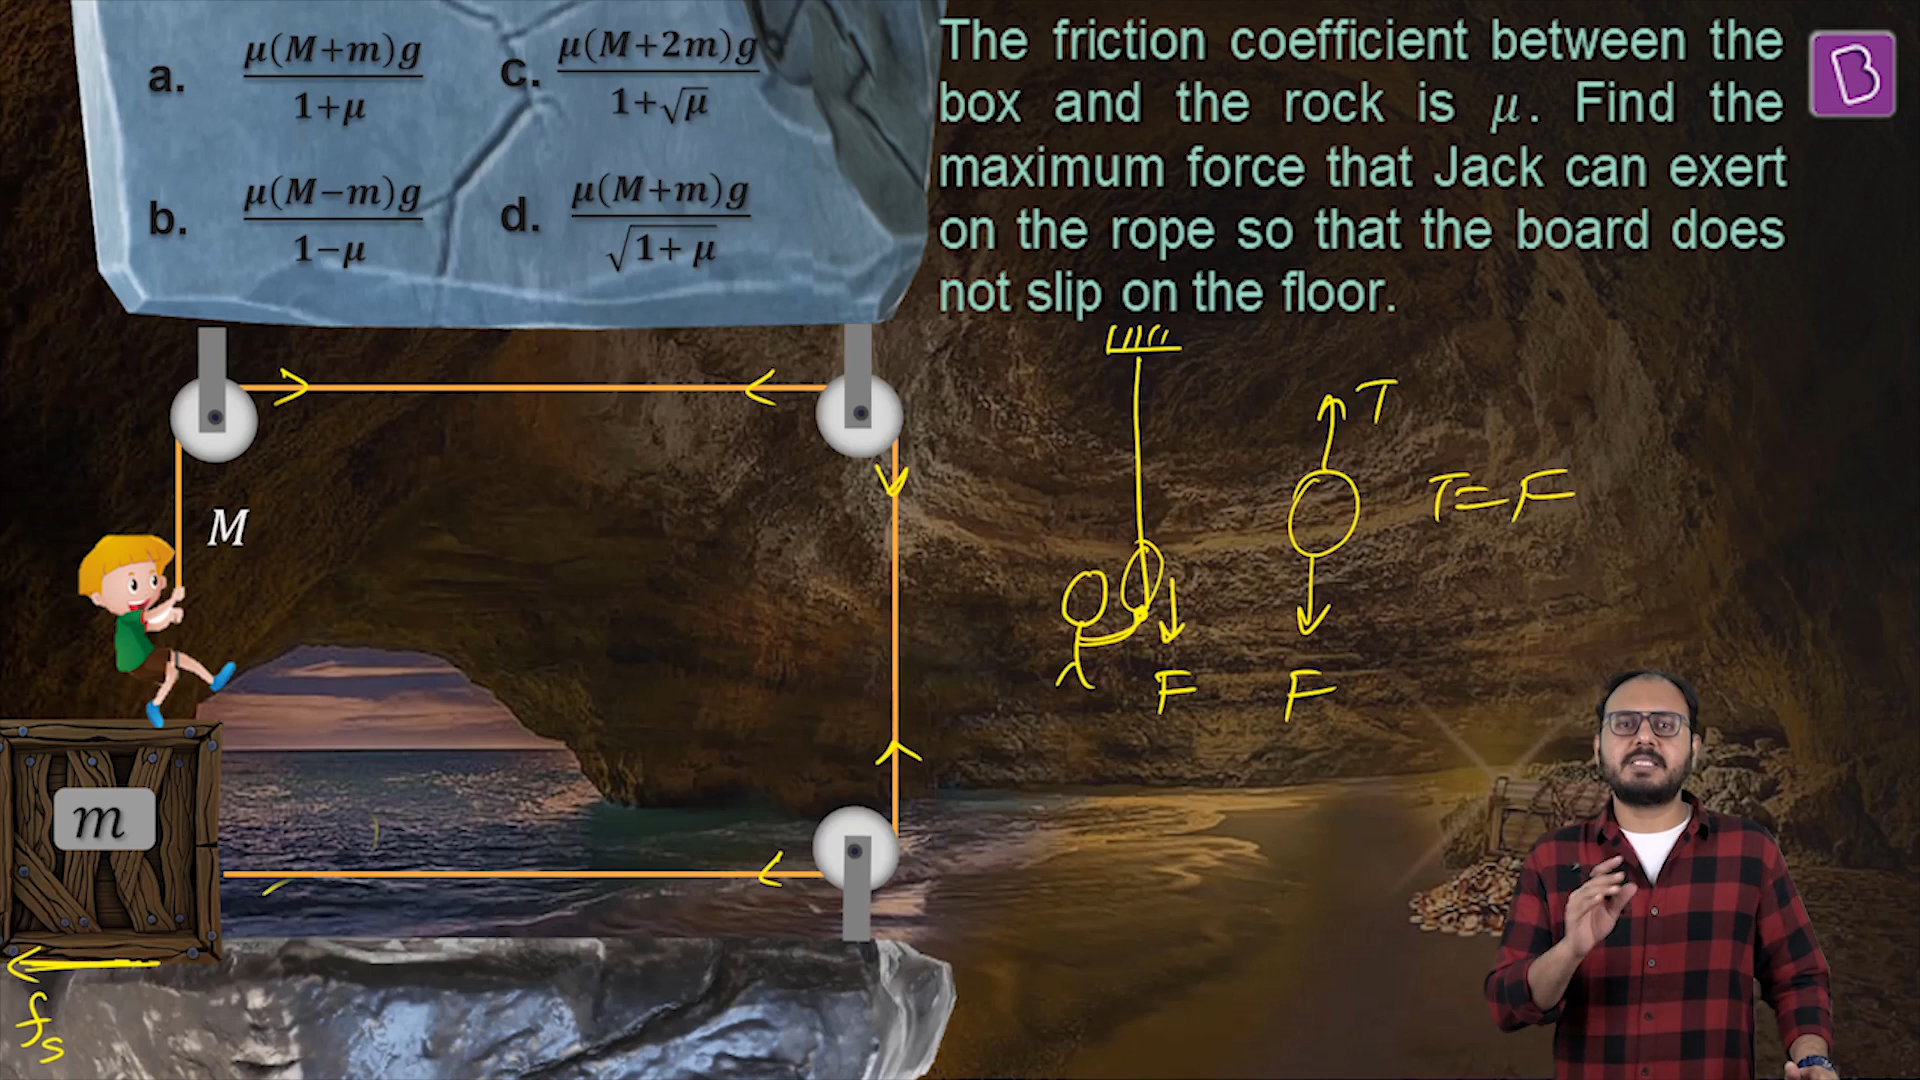 a. μ(M+m)g / 1+μ
c. μ(M+2m)g / 1+√μ
b. μ(M−m)g / 1−μ
d. μ(M+m)g / √1+μ
The friction coefficient between the
box and the rock is μ. Find the
maximum force that Jack can exert
on the rope so that the board does
not slip on the floor.
B
M
m
T
T=F
F
F
fs